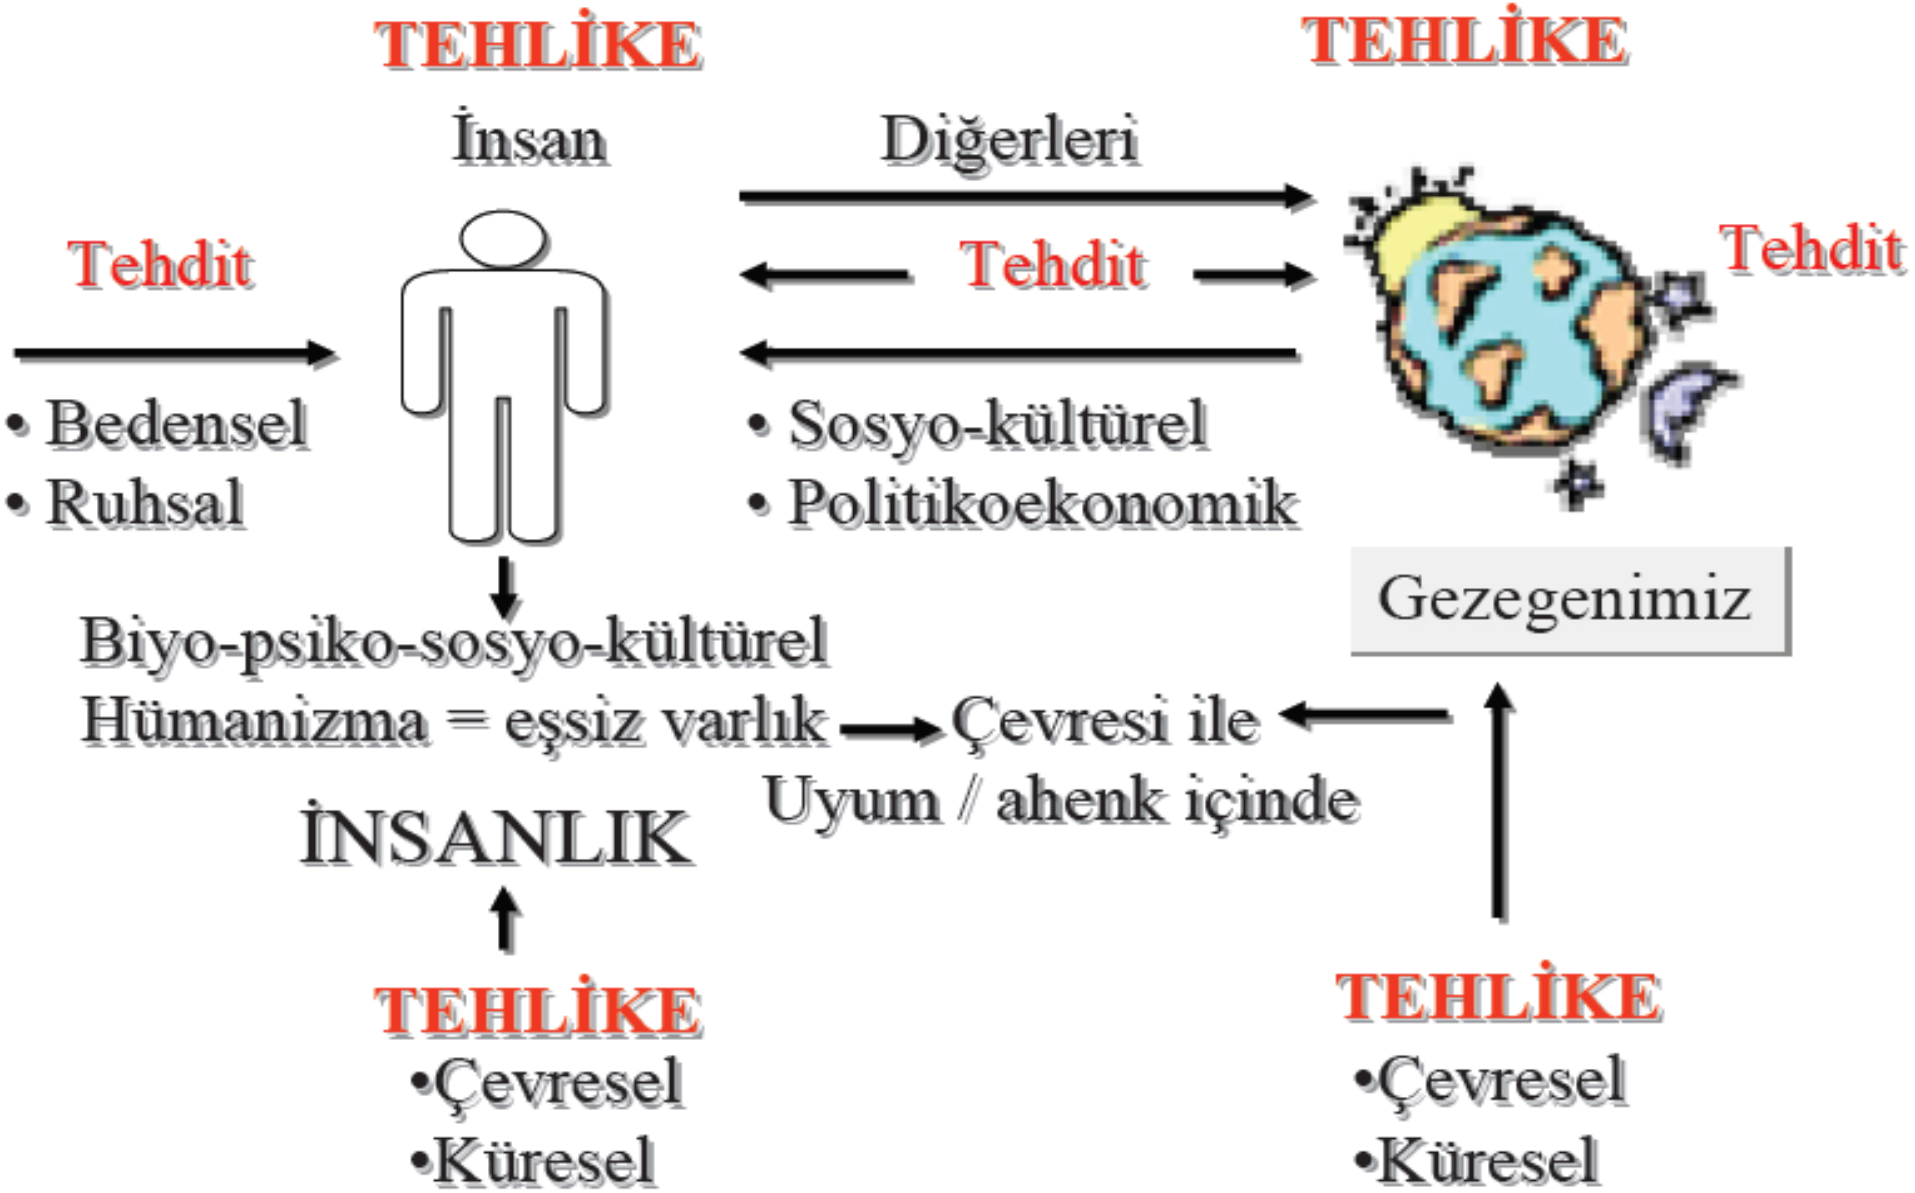 TEHLİKE
TEHLİKE
İnsan
Diğerleri
Tehdit
Tehdit
Tehdit
• Bedensel
• Ruhsal
• Sosyo-kültürel
• Politikoekonomik
Gezegenimiz
Biyo-psiko-sosyo-kültürel
Hümanizma = eşsiz varlık
Çevresi ile
Uyum / ahenk içinde
İNSANLIK
TEHLİKE
•Çevresel
•Küresel
TEHLİKE
•Çevresel
•Küresel